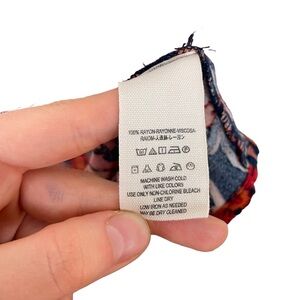 100% RAYON-RAYONNE-VISCOSA-
MACHINE WASH COLD
WITH LIKE COLORS
USE ONLY NON-CHLORINE BLEACH
LINE DRY
LOW IRON AS NEEDED
MAY BE DRY CLEANED